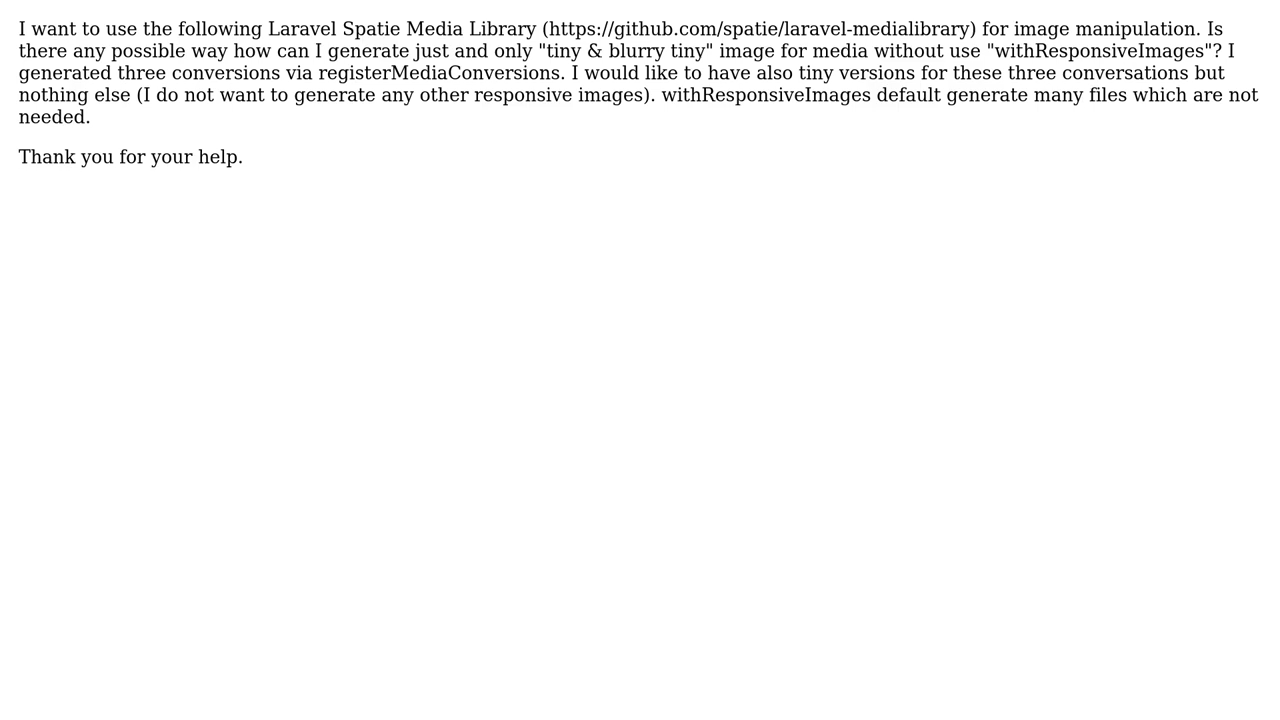 I want to use the following Laravel Spatie Media Library (https://github.com/spatie/laravel-medialibrary) for image manipulation. Is
there any possible way how can I generate just and only "tiny & blurry tiny" image for media without use "withResponsiveImages"? I
generated three conversions via registerMediaConversions. I would like to have also tiny versions for these three conversations but
nothing else (I do not want to generate any other responsive images). withResponsiveImages default generate many files which are not
needed.
Thank you for your help.